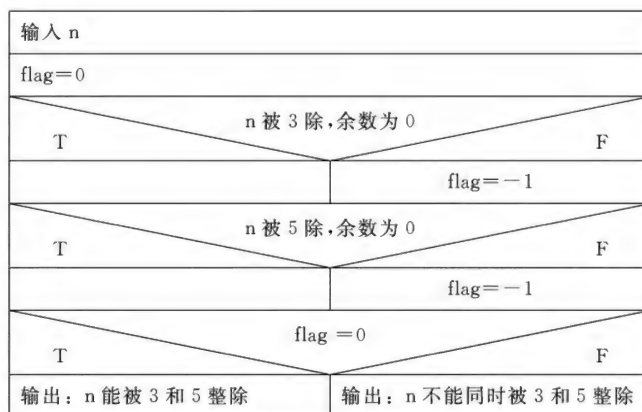 输入 n
flag=0
n 被 3 除,余数为 0
T
F
flag=-1
n 被 5 除,余数为 0
T
F
flag=-1
flag =0
T
F
输出: n 能被 3 和 5 整除
输出: n 不能同时被 3 和 5 整除